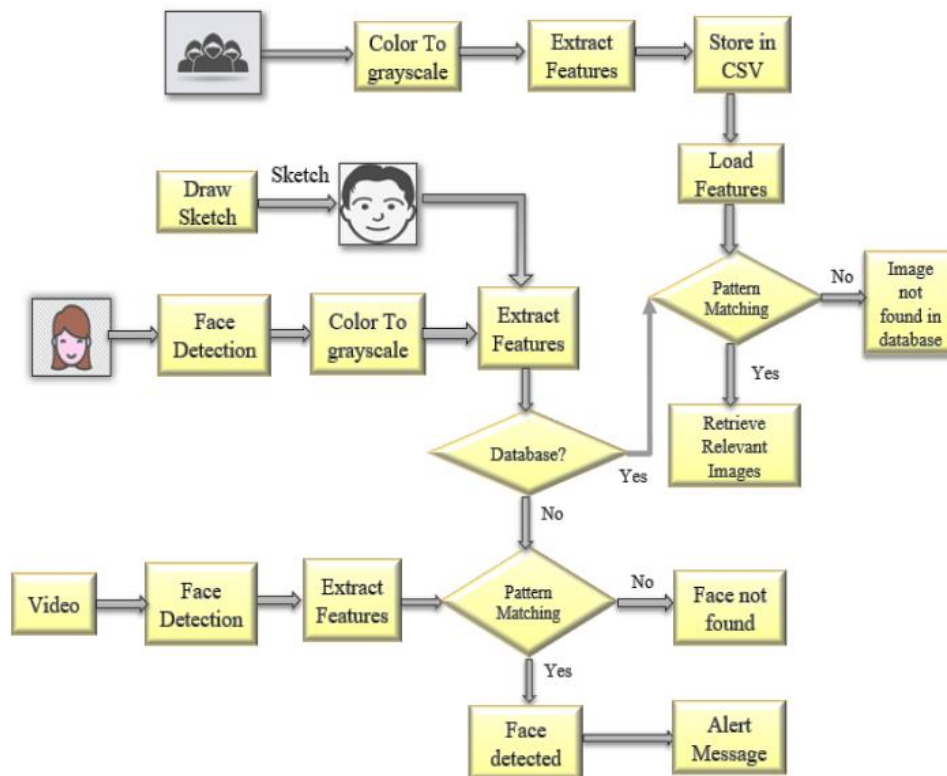 Color To
grayscale
Extract
Features
Store in
CSV
Load
Features
Draw
Sketch
Sketch
Pattern
Matching
No
Image
not
found in
database
Yes
Retrieve
Relevant
Images
Face
Detection
Color To
grayscale
Extract
Features
Database?
Yes
No
Video
Face
Detection
Extract
Features
Pattern
Matching
No
Face not
found
Yes
Face
detected
Alert
Message